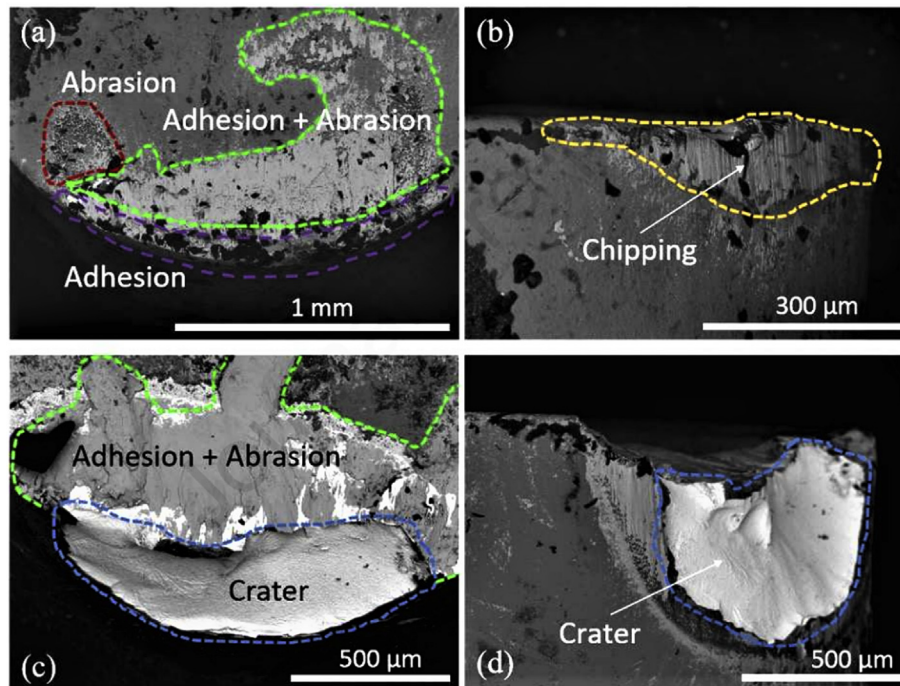 (a)
Abrasion
Adhesion + Abrasion
Adhesion
1 mm
(b)
Chipping
300 µm
Adhesion + Abrasion
Crater
(c)
500 µm
Crater
(d)
500 µm